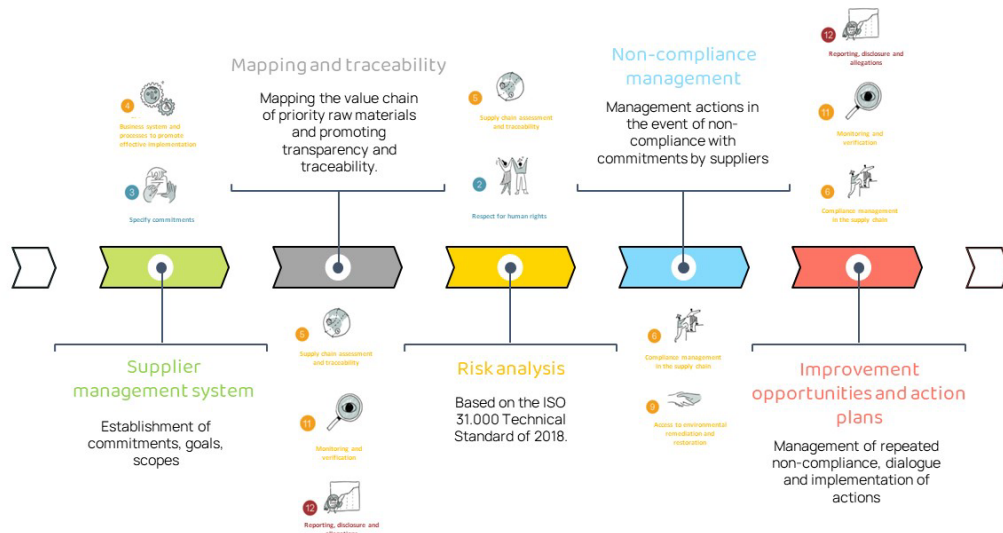 4
Business system and
processes to promote
effective implementation
3
Specify commitments
Supplier
management system
Establishment of
commitments, goals,
scopes
Mapping and traceability
Mapping the value chain
of priority raw materials
and promoting
transparency and
traceability.
5
Supply chain assessment
and traceability
11
Monitoring and
verification
12
Reporting, disclosure and
allegations
5
Supply chain assessment
and traceability
2
Respect for human rights
Risk analysis
Based on the ISO
31.000 Technical
Standard of 2018.
Non-compliance
management
Management actions in
the event of non-
compliance with
commitments by suppliers
6
Compliance management
in the supply chain
9
Access to environmental
remediation and
restoration
12
Reporting, disclosure and
allegations
11
Monitoring and
verification
6
Compliance management
in the supply chain
Improvement
opportunities and action
plans
Management of repeated
non-compliance, dialogue
and implementation of
actions